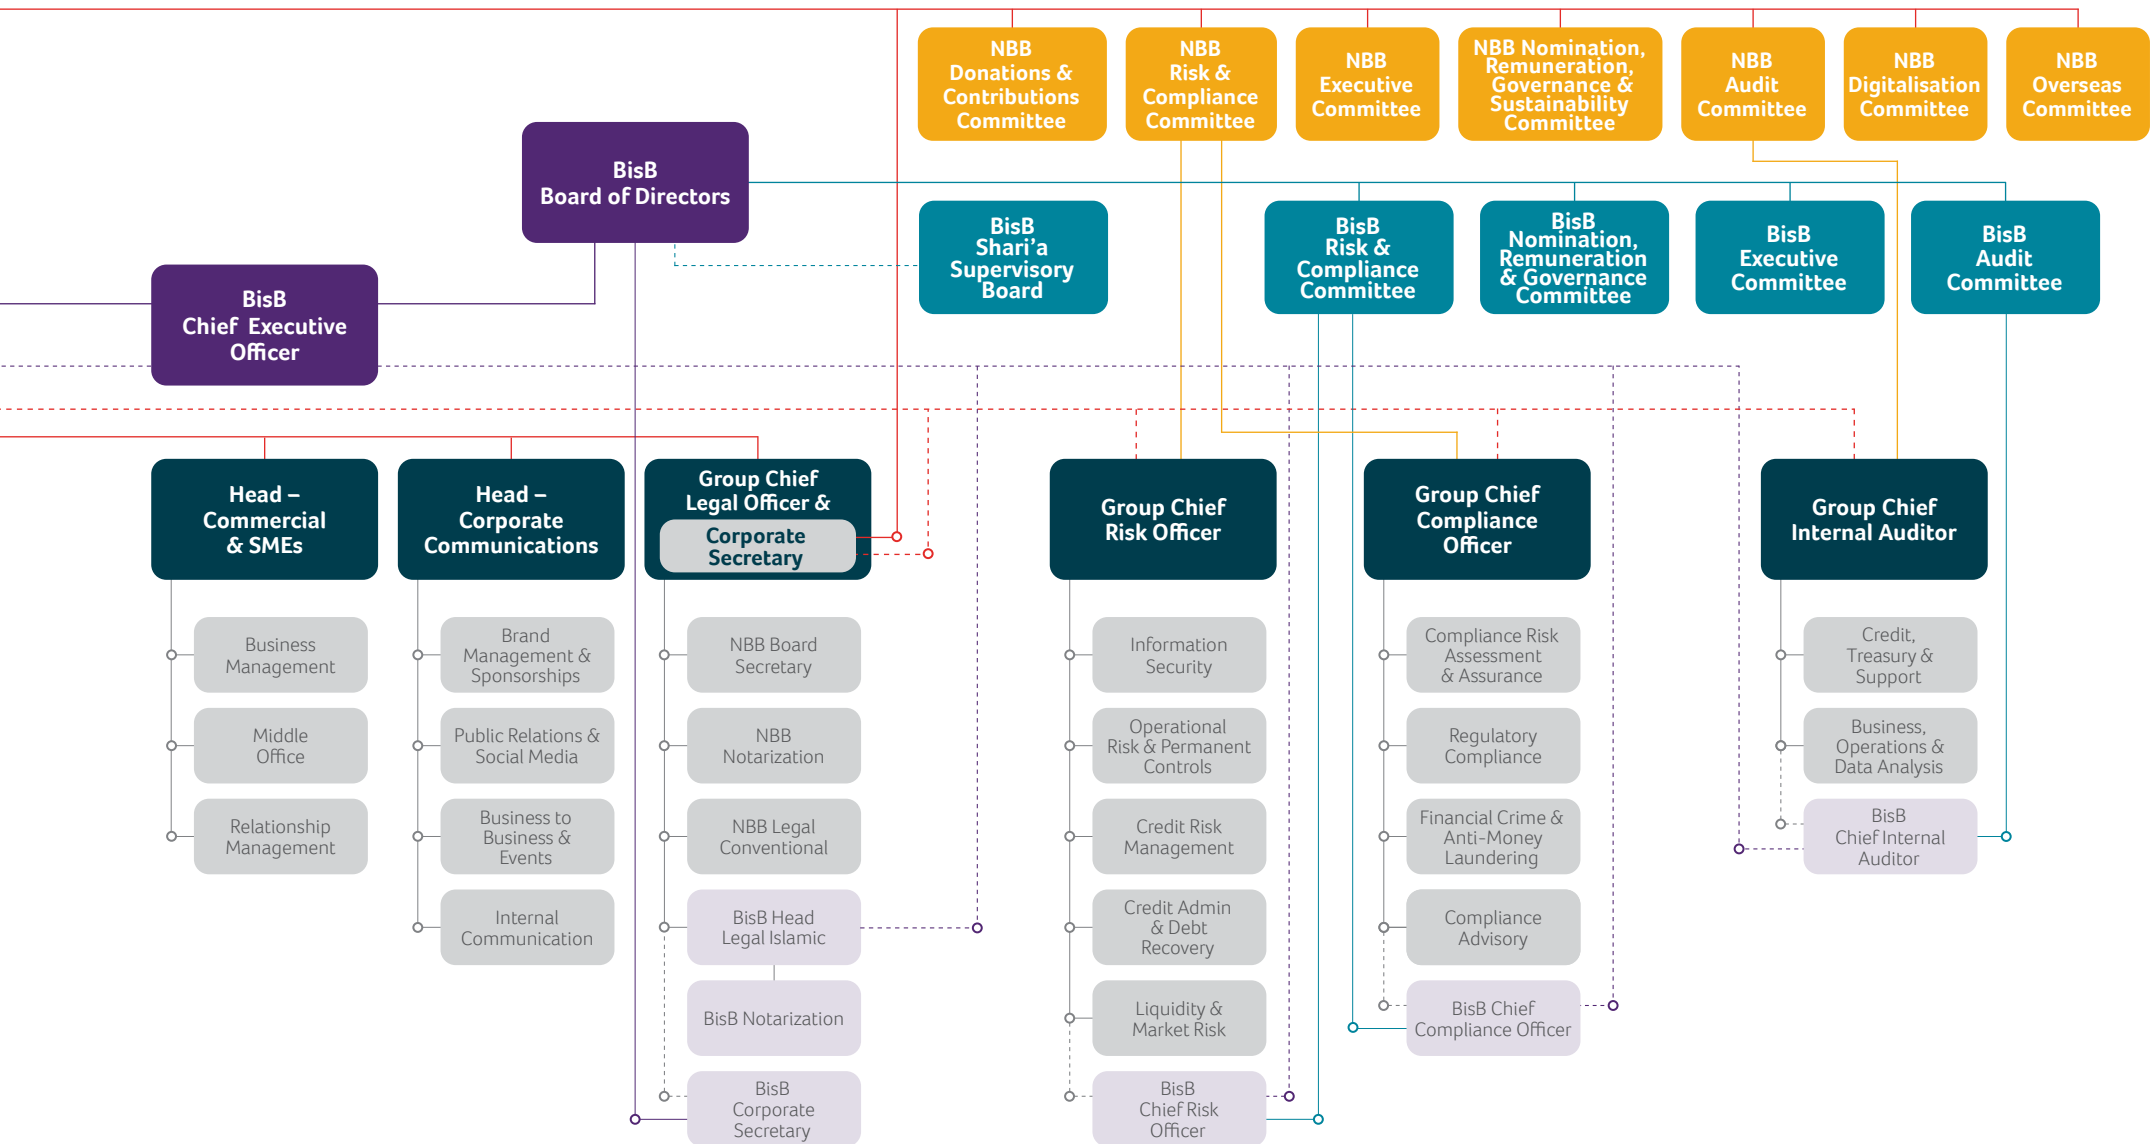 NBB
Donations &
Contributions
Committee
NBB
Risk &
Compliance
Committee
NBB
Executive
Committee
NBB Nomination,
Remuneration,
Governance &
Sustainability
Committee
NBB
Audit
Committee
NBB
Digitalisation
Committee
NBB
Overseas
Committee
BisB
Board of Directors
BisB
Shari’a
Supervisory
Board
BisB
Risk &
Compliance
Committee
BisB
Nomination,
Remuneration
& Governance
Committee
BisB
Executive
Committee
BisB
Audit
Committee
BisB
Chief Executive
Officer
Head –
Commercial
& SMEs
Head –
Corporate
Communications
Group Chief
Legal Officer &
Corporate
Secretary
Group Chief
Risk Officer
Group Chief
Compliance
Officer
Group Chief
Internal Auditor
Business
Management
Middle
Office
Relationship
Management
Brand
Management &
Sponsorships
Public Relations &
Social Media
Business to
Business &
Events
Internal
Communication
NBB Board
Secretary
NBB
Notarization
NBB Legal
Conventional
BisB Head
Legal Islamic
BisB Notarization
BisB
Corporate
Secretary
Information
Security
Operational
Risk & Permanent
Controls
Credit Risk
Management
Credit Admin
& Debt
Recovery
Liquidity &
Market Risk
BisB
Chief Risk
Officer
Compliance Risk
Assessment
& Assurance
Regulatory
Compliance
Financial Crime &
Anti-Money
Laundering
Compliance
Advisory
BisB Chief
Compliance Officer
Credit,
Treasury &
Support
Business,
Operations &
Data Analysis
BisB
Chief Internal
Auditor